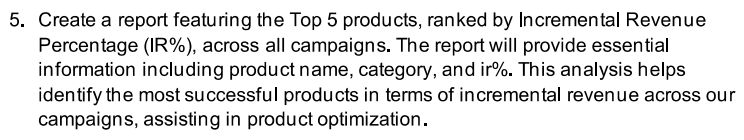 5. Create a report featuring the Top 5 products, ranked by Incremental Revenue
Percentage (IR%), across all campaigns. The report will provide essential
information including product name, category, and ir%. This analysis helps
identify the most successful products in terms of incremental revenue across our
campaigns, assisting in product optimization.